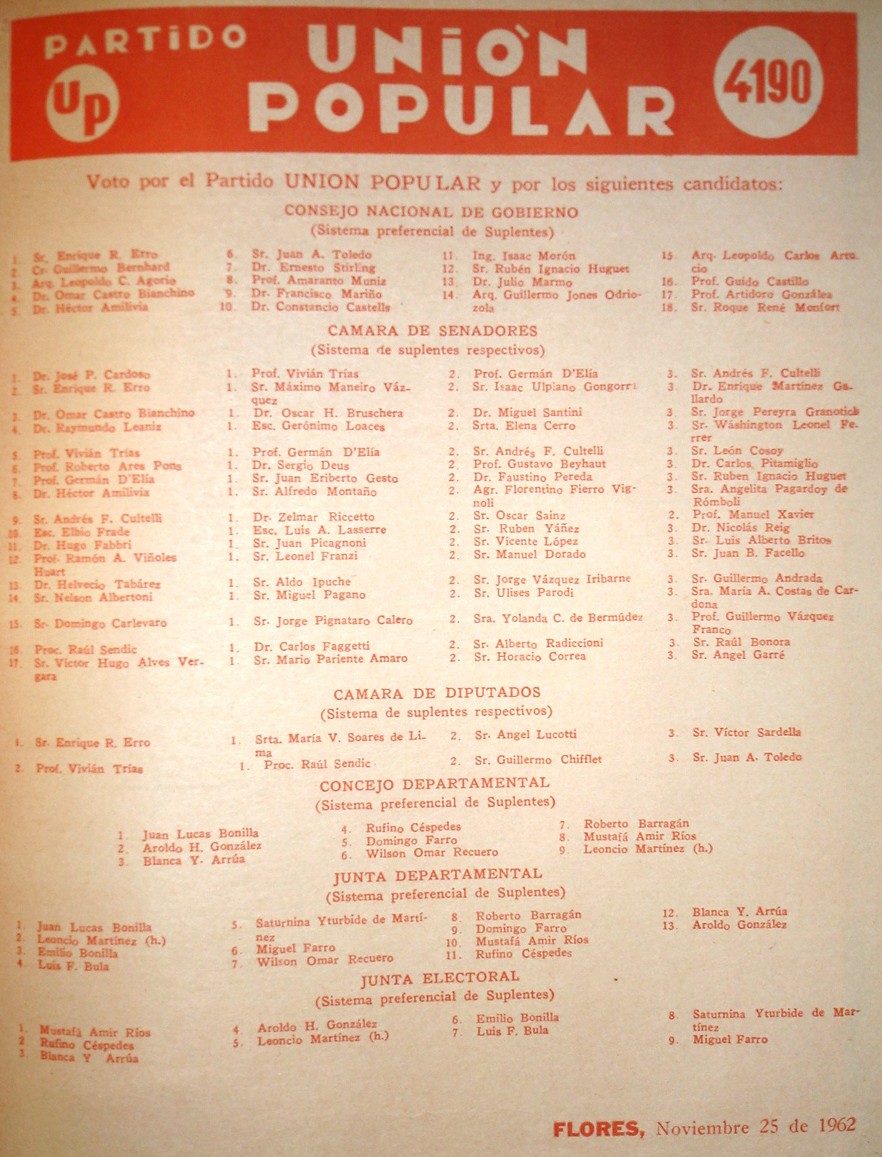 PARTIDO
UNIÓN
POPULAR
UP
4190
Voto por el Partido UNION POPULAR y por los siguientes candidatos:
CONSEJO NACIONAL DE GOBIERNO
(Sistema preferencial de Suplentes)
1. Sr. Enrique R. Erro
2. Cr. Guillermo Bernhard
3. Arq. Leopoldo C. Agorio
4. Dr. Omar Castro Bianchino
5. Dr. Héctor Amilivia
6. Sr. Juan A. Toledo
7. Dr. Ernesto Stirling
8. Prof. Amaranto Muniz
9. Dr. Francisco Mariño
10. Dr. Constancio Castells
11. Ing. Isaac Morón
12. Sr. Rubén Ignacio Huguet
13. Dr. Julio Marmo
14. Arq. Guillermo Jones Odrio-
zola
15. Arq. Leopoldo Carlos Arta-
cio
16. Prof. Guido Castillo
17. Prof. Artidoro González
18. Sr. Roque René Monfort
CAMARA DE SENADORES
(Sistema de suplentes respectivos)
1. Dr. José P. Cardoso 1. Prof. Vivián Trías 2. Prof. Germán D'Elía 3. Sr. Andrés F. Cultelli
2. Sr. Enrique R. Erro 1. Sr. Máximo Maneiro Váz- 2. Sr. Isaac Ulpiano Gongorra 3. Dr. Enrique Martínez Ga-
quez llardo
3. Dr. Omar Castro Bianchino 1. Dr. Oscar H. Bruschera 2. Dr. Miguel Santini 3. Sr. Jorge Pereyra Granotich
4. Dr. Raymundo Leaniz 1. Esc. Gerónimo Loaces 2. Srta. Elena Cerro 3. Sr. Wáshington Leonel Fe-
rrer
5. Prof. Vivián Trías 1. Prof. Germán D'Elía 2. Sr. Andrés F. Cultelli 3. Sr. León Cosoy
6. Prof. Roberto Ares Pons 1. Dr. Sergio Deus 2. Prof. Gustavo Beyhaut 3. Dr. Carlos Pitamiglio
7. Prof. Germán D'Elía 1. Sr. Juan Eriberto Gesto 2. Dr. Faustino Pereda 3. Sr. Ruben Ignacio Huguet
8. Dr. Héctor Amilivia 1. Sr. Alfredo Montaño 2. Agr. Florentino Fierro Vig- 3. Sra. Angelita Pagardoy de
noli Rómboli
9. Sr. Andrés F. Cultelli 1. Dr. Zelmar Riccetto 2. Sr. Oscar Sainz 2. Prof. Manuel Xavier
10. Esc. Elbio Frade 1. Esc. Luis A. Lasserre 2. Sr. Ruben Yáñez 3. Dr. Nicolás Reig
11. Dr. Hugo Fabbri 1. Sr. Juan Picagnoni 2. Sr. Vicente López 3. Sr. Luis Alberto Britos
12. Prof. Ramón A. Viñoles 1. Sr. Leonel Franzi 2. Sr. Manuel Dorado 3. Sr. Juan B. Facello
Huart
13. Dr. Helvecio Tabárez 1. Sr. Aldo Ipuche 2. Sr. Jorge Vázquez Iribarne 3. Sr. Guillermo Andrada
14. Sr. Nelson Albertoni 1. Sr. Miguel Pagano 2. Sr. Ulises Parodi 3. Sra. María A. Costas de Car-
dona
15. Sr. Domingo Carlevaro 1. Sr. Jorge Pignataro Calero 2. Sra. Yolanda C. de Bermúdez 3. Prof. Guillermo Vázquez
Franco
16. Proc. Raúl Sendic 1. Dr. Carlos Faggetti 2. Sr. Alberto Radiccioni 3. Sr. Raúl Bonora
17. Sr. Víctor Hugo Alves Ver- 1. Sr. Mario Pariente Amaro 2. Sr. Horacio Correa 3. Sr. Angel Garré
gara
CAMARA DE DIPUTADOS
(Sistema de suplentes respectivos)
1. Sr. Enrique R. Erro 1. Srta. María V. Soares de Li- 2. Sr. Angel Lucotti 3. Sr. Víctor Sardella
ma
2. Prof. Vivián Trías 1. Proc. Raúl Sendic 2. Sr. Guillermo Chifflet 3. Sr. Juan A. Toledo
CONCEJO DEPARTAMENTAL
(Sistema preferencial de Suplentes)
1. Juan Lucas Bonilla
2. Aroldo H. González
3. Blanca Y. Arrúa
4. Rufino Céspedes
5. Domingo Farro
6. Wilson Omar Recuero
7. Roberto Barragán
8. Mustafá Amir Ríos
9. Leoncio Martínez (h.)
JUNTA DEPARTAMENTAL
(Sistema preferencial de Suplentes)
1. Juan Lucas Bonilla
2. Leoncio Martínez (h.)
3. Emilio Bonilla
4. Luis F. Bula
5. Saturnina Yturbide de Martí-
nez
6. Miguel Farro
7. Wilson Omar Recuero
8. Roberto Barragán
9. Domingo Farro
10. Mustafá Amir Ríos
11. Rufino Céspedes
12. Blanca Y. Arrúa
13. Aroldo González
JUNTA ELECTORAL
(Sistema preferencial de Suplentes)
1. Mustafá Amir Ríos
2 Rufino Céspedes
3. Blanca Y Arrúa
4. Aroldo H. González
5. Leoncio Martínez (h.)
6. Emilio Bonilla
7. Luis F. Bula
8. Saturnina Yturbide de Mar-
tínez
9. Miguel Farro
FLORES, Noviembre 25 de 1962